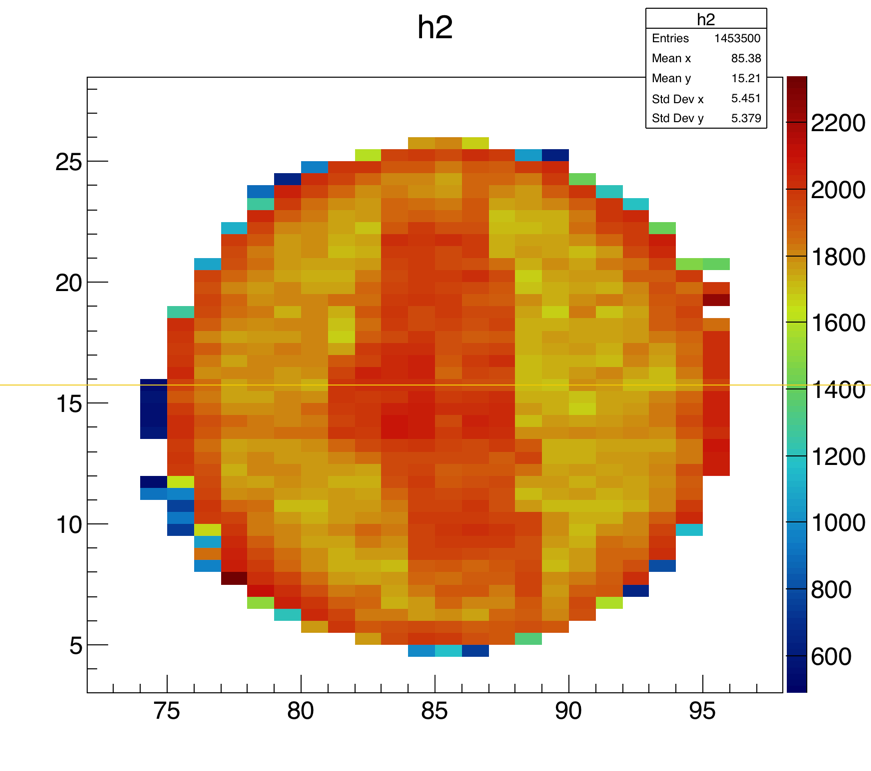 h2
h2
Entries 1453500
Mean x 85.38
Mean y 15.21
Std Dev x 5.451
Std Dev y 5.379
25
20
15
10
5
75 80 85 90 95
2200
2000
1800
1600
1400
1200
1000
800
600